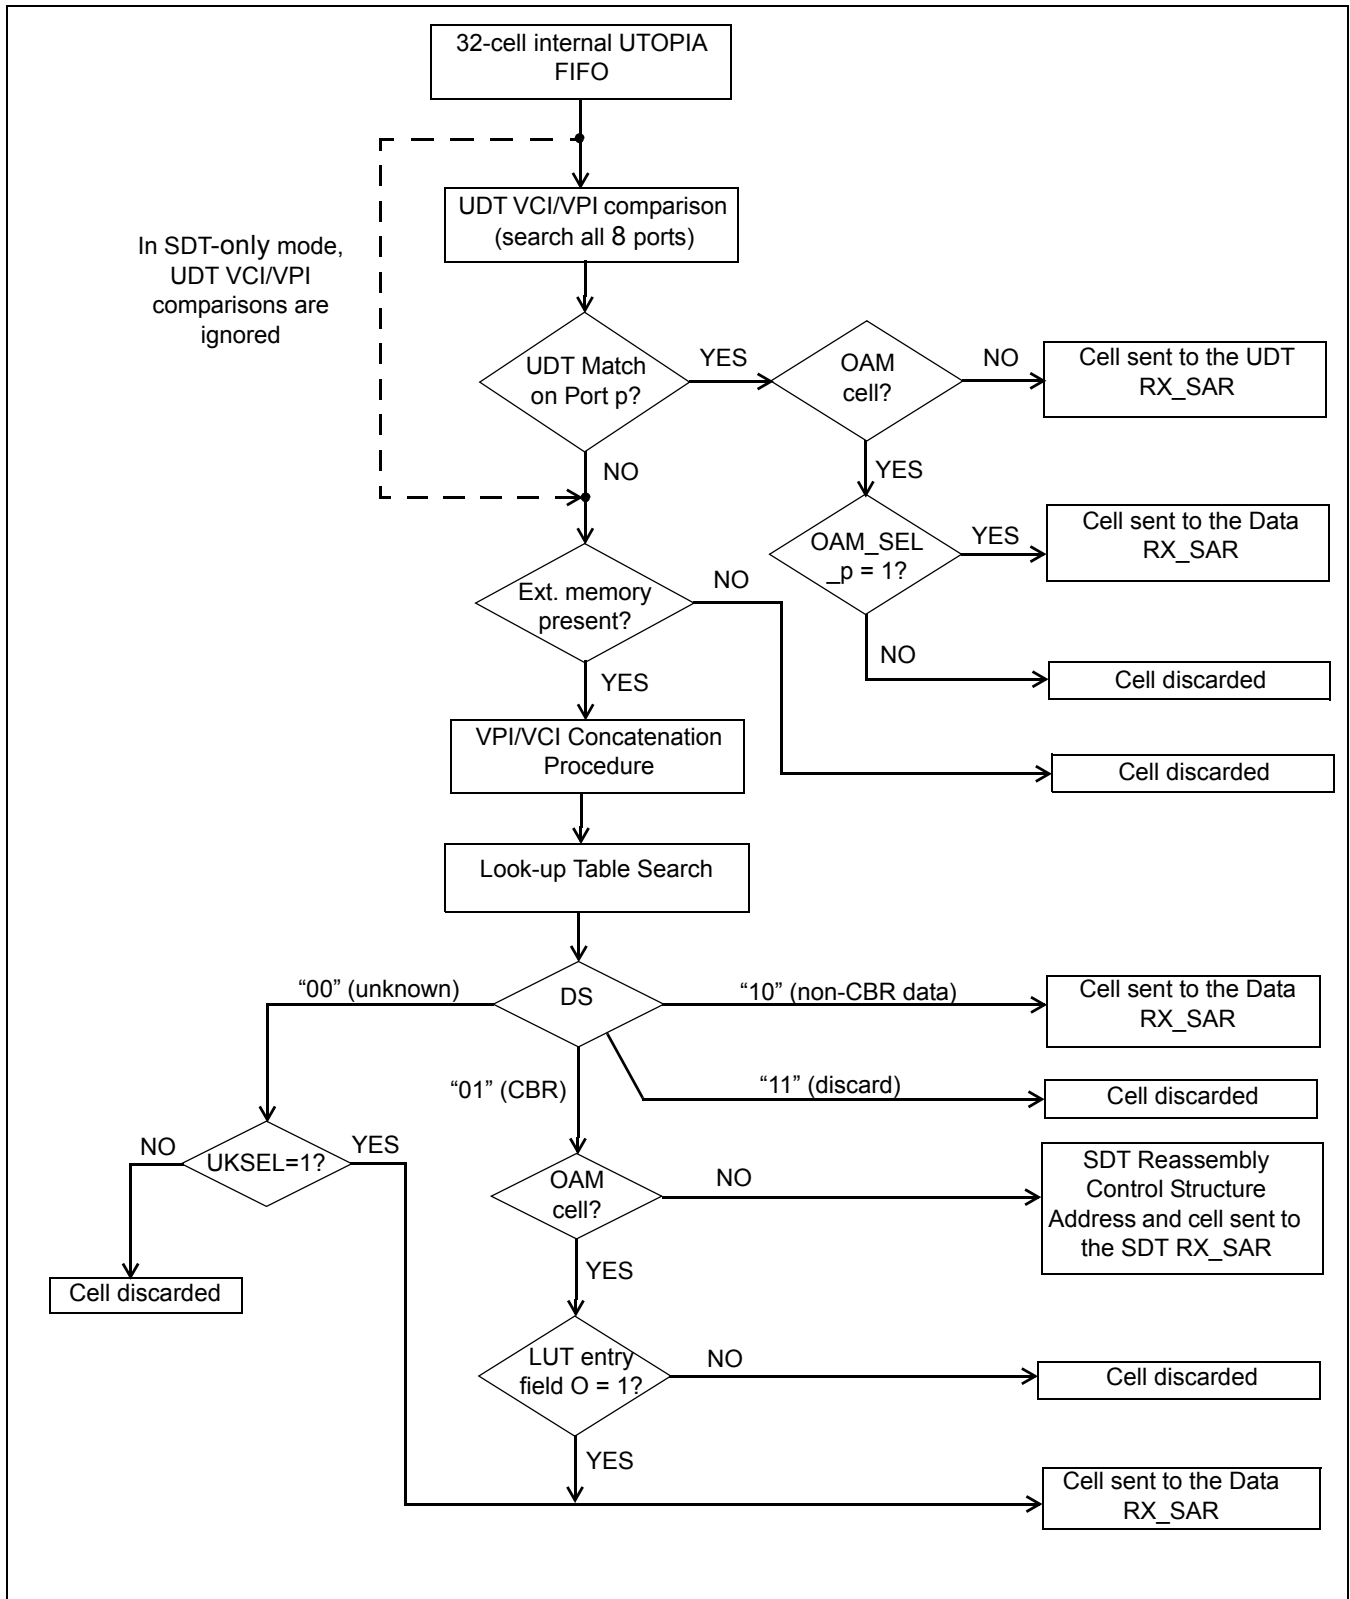 32-cell internal UTOPIA
FIFO
UDT VCI/VPI comparison
(search all 8 ports)
In SDT-only mode,
UDT VCI/VPI
comparisons are
ignored
UDT Match
on Port p?
YES
OAM
cell?
NO
Cell sent to the UDT
RX_SAR
NO
YES
OAM_SEL
_p = 1?
YES
Cell sent to the Data
RX_SAR
Ext. memory
present?
NO
NO
Cell discarded
YES
VPI/VCI Concatenation
Procedure
Cell discarded
Look-up Table Search
“00” (unknown)
DS
“10” (non-CBR data)
Cell sent to the Data
RX_SAR
“01” (CBR)
“11” (discard)
Cell discarded
NO
UKSEL=1?
YES
OAM
cell?
NO
SDT Reassembly
Control Structure
Address and cell sent to
the SDT RX_SAR
YES
Cell discarded
LUT entry
field O = 1?
NO
Cell discarded
YES
Cell sent to the Data
RX_SAR